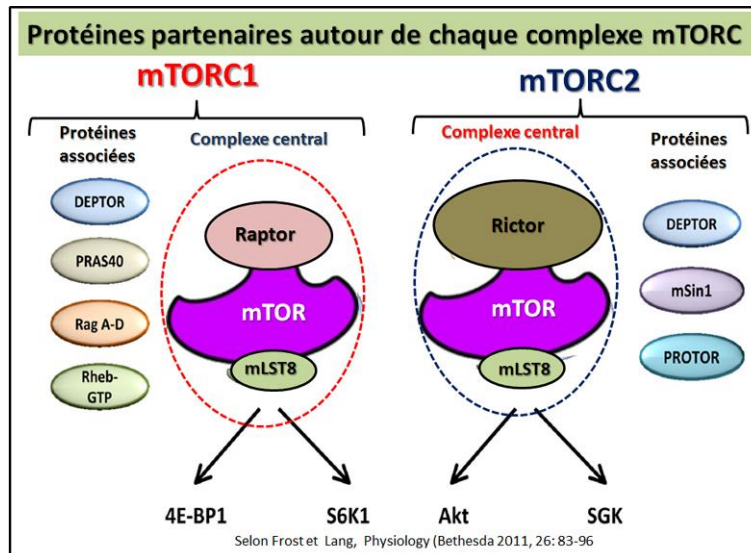 Protéines partenaires autour de chaque complexe mTORC
mTORC1
mTORC2
Protéines
associées
Complexe central
DEPTOR
PRAS40
Rag A-D
Rheb-
GTP
Raptor
mTOR
mLST8
4E-BP1
S6K1
Complexe central
Protéines
associées
Rictor
mTOR
mLST8
DEPTOR
mSin1
PROTOR
Akt
SGK
Selon Frost et Lang, Physiology (Bethesda 2011, 26: 83-96